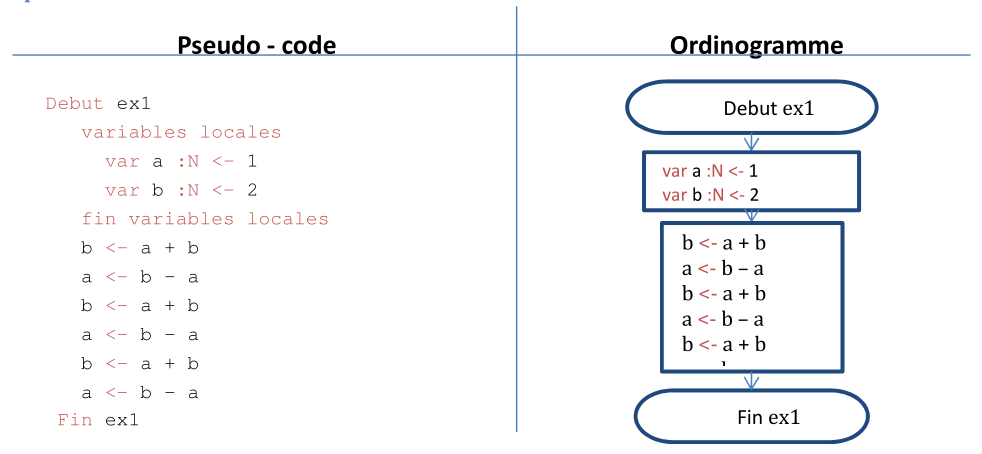 Pseudo - code
Ordinogramme
Debut ex1
variables locales
var a :N <- 1
var b :N <- 2
fin variables locales
b <- a + b
a <- b - a
b <- a + b
a <- b - a
b <- a + b
a <- b - a
Fin ex1
Debut ex1
var a :N <- 1
var b :N <- 2
b <- a + b
a <- b – a
b <- a + b
a <- b – a
b <- a + b
Fin ex1